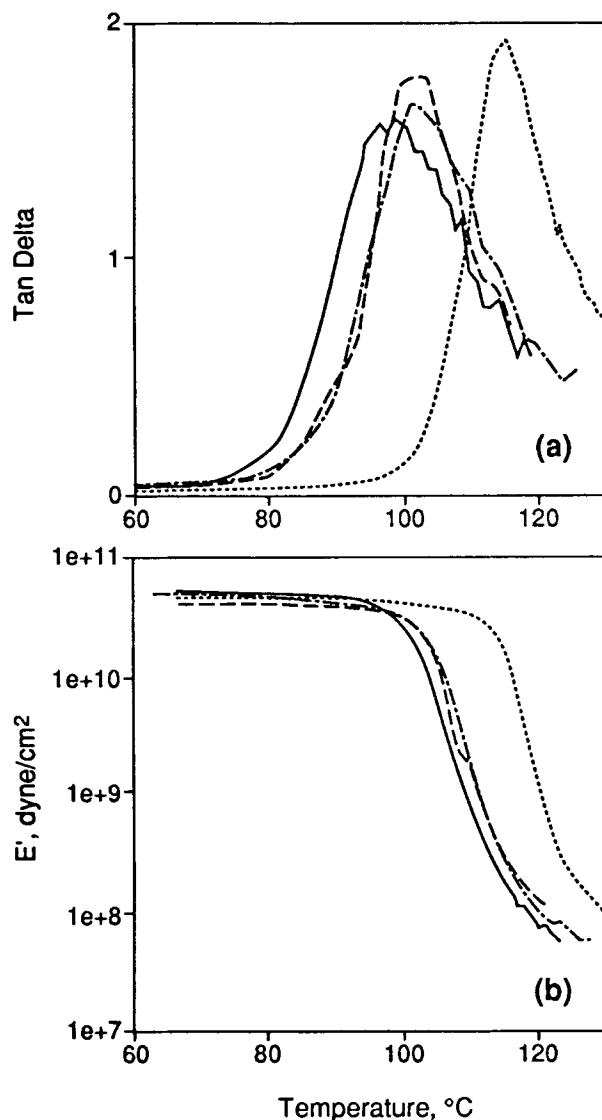 2
Tan Delta
1
(a)
0
60
80
100
120
1e+11
1e+10
E', dyne/cm²
1e+9
1e+8
(b)
1e+7
60
80
100
120
Temperature, °C